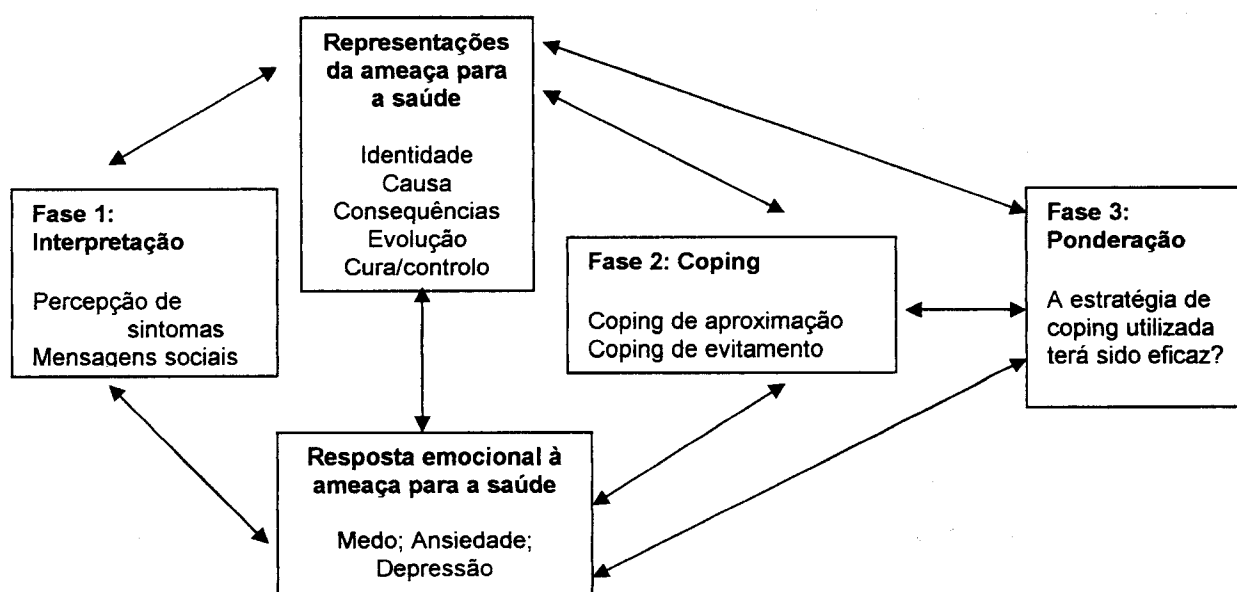 Representações
da ameaça para
a saúde
Identidade
Causa
Consequências
Evolução
Cura/controlo
Fase 1:
Interpretação
Percepção de
sintomas
Mensagens sociais
Fase 2: Coping
Coping de aproximação
Coping de evitamento
Fase 3:
Ponderação
A estratégia de
coping utilizada
terá sido eficaz?
Resposta emocional à
ameaça para a saúde
Medo; Ansiedade;
Depressão